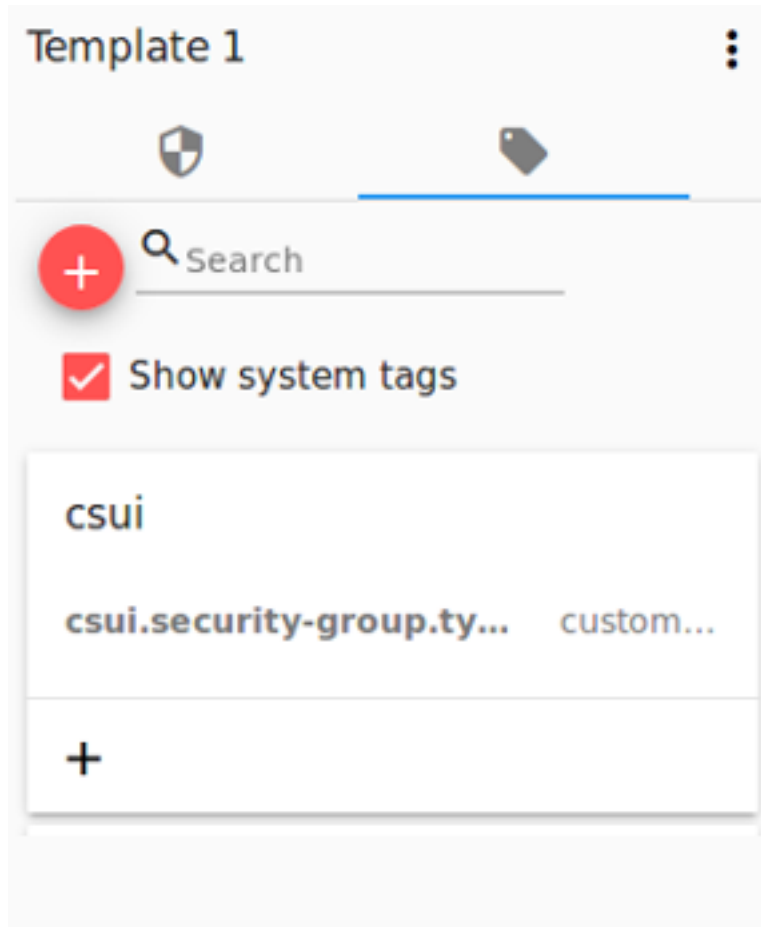 Template 1
Search
Show system tags
csui
csui.security-group.ty... custom...